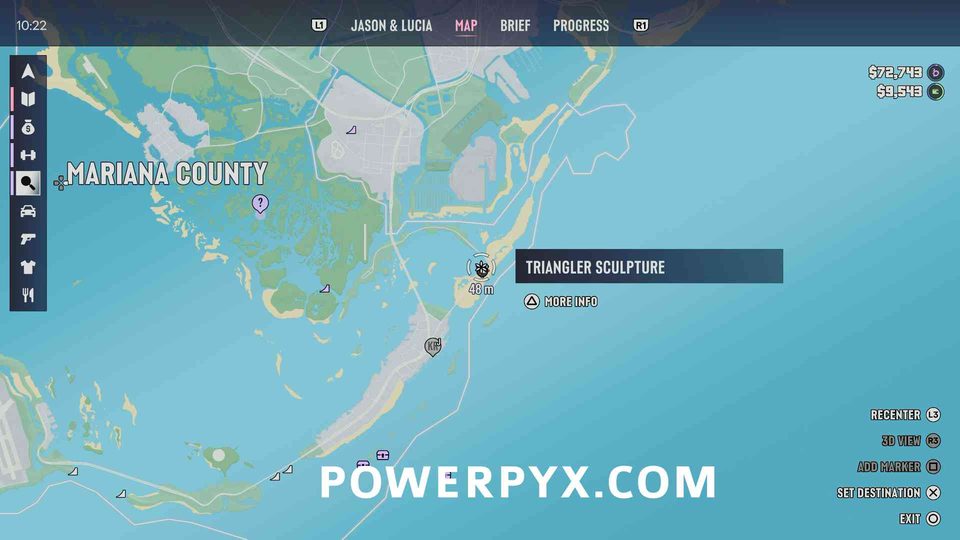 10:22
L1 JASON & LUCIA MAP BRIEF PROGRESS R1
$72,743
$9,543
MARIANA COUNTY
?
TRIANGLER SCULPTURE
48 m
MORE INFO
RECENTER L3
3D VIEW R3
ADD MARKER
SET DESTINATION
EXIT
POWERPYX.COM